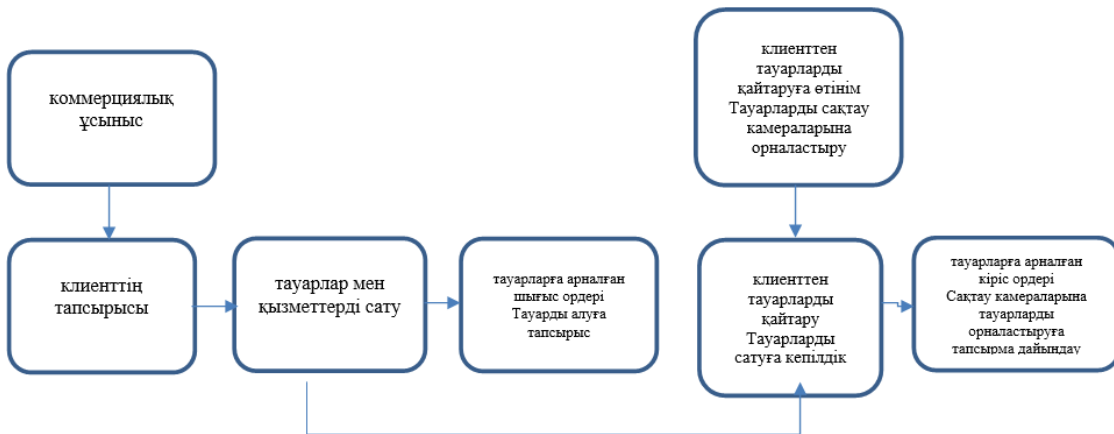 коммерциялық
ұсыныс
клиенттен
тауарларды
қайтаруға өтінім
Тауарларды сақтау
камераларына
орналастыру
клиенттің
тапсырысы
тауарлар мен
қызметтерді сату
тауарларға арналған
шығыс ордері
Тауарды алуға
тапсырыс
клиенттен
тауарларды
қайтару
Тауарларды
сатуға кепілдік
тауарларға арналған
кіріс ордері
Сақтау камераларына
тауарларды
орналастыруға
тапсырма дайындау